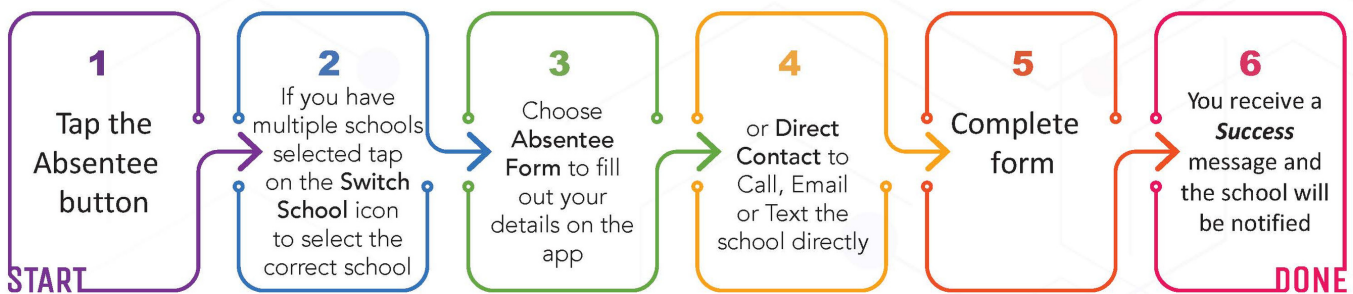 1
Tap the
Absentee
button
START
2
If you have
multiple schools
selected tap
on the Switch
School icon
to select the
correct school
3
Choose
Absentee
Form to fill
out your
details on the
app
4
or Direct
Contact to
Call, Email
or Text the
school directly
5
Complete
form
6
You receive a
Success
message and
the school will
be notified
DONE